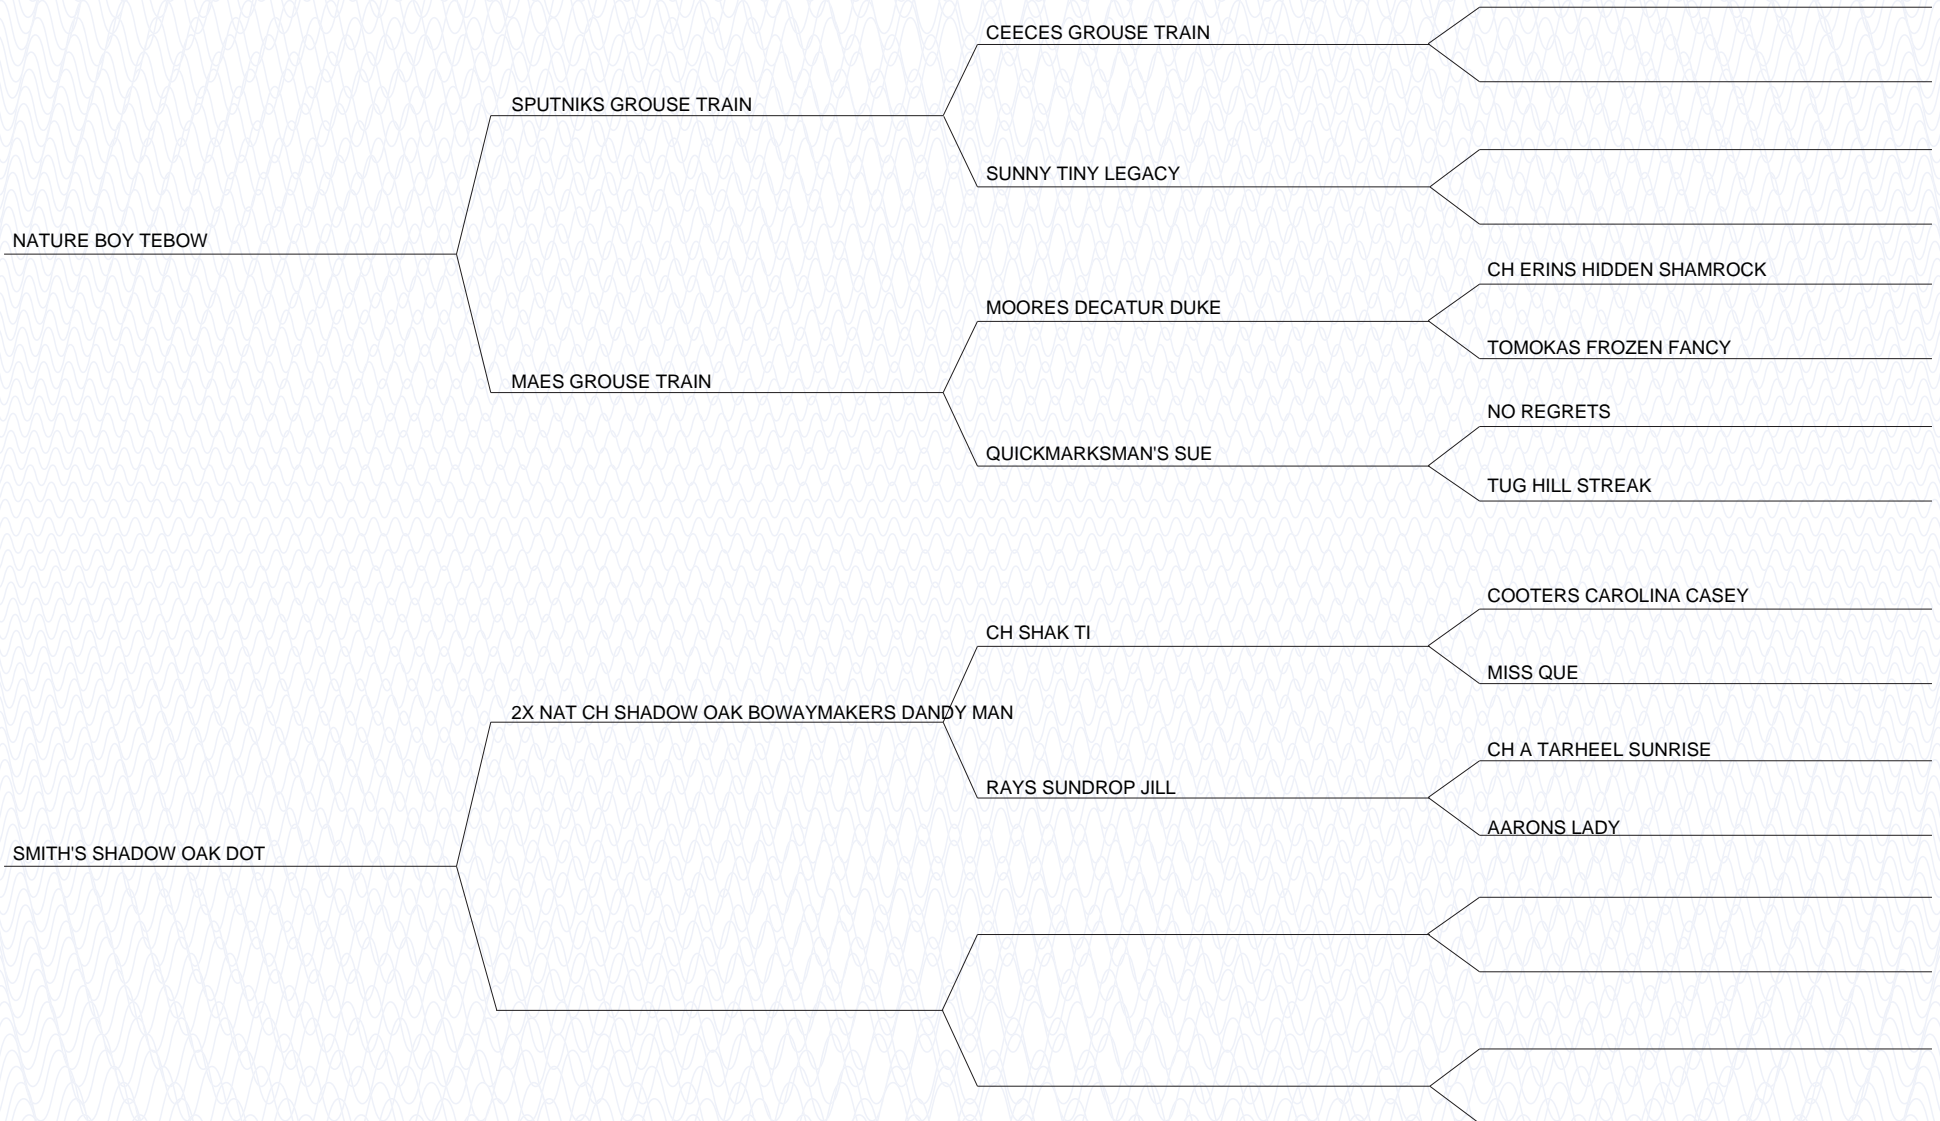 CEECES GROUSE TRAIN
SPUTNIKS GROUSE TRAIN
SUNNY TINY LEGACY
NATURE BOY TEBOW
CH ERINS HIDDEN SHAMROCK
MOORES DECATUR DUKE
TOMOKAS FROZEN FANCY
MAES GROUSE TRAIN
NO REGRETS
QUICKMARKSMAN'S SUE
TUG HILL STREAK
COOTERS CAROLINA CASEY
CH SHAK TI
MISS QUE
2X NAT CH SHADOW OAK BOWAYMAKERS DANDY MAN
CH A TARHEEL SUNRISE
RAYS SUNDROP JILL
AARONS LADY
SMITH'S SHADOW OAK DOT